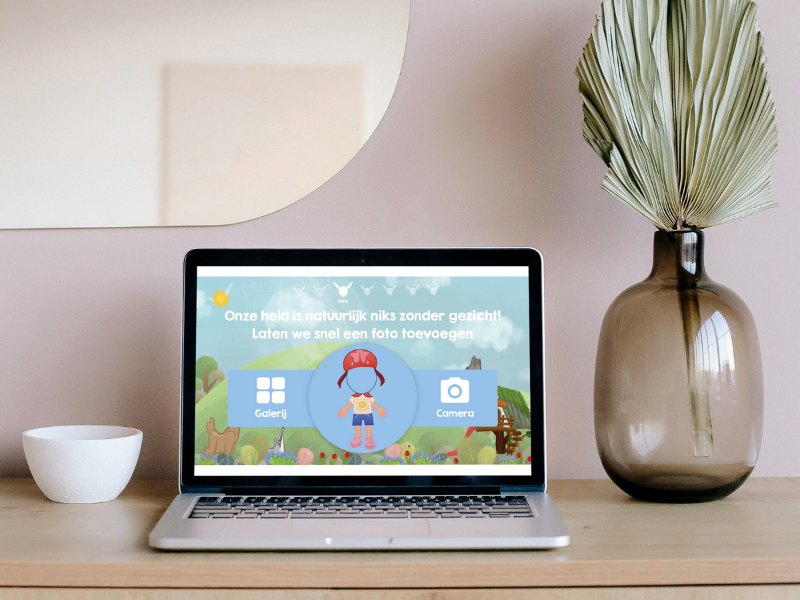 Onze held is natuurlijk niks zonder gezicht!
Laten we snel een foto toevoegen
Galerij
Camera